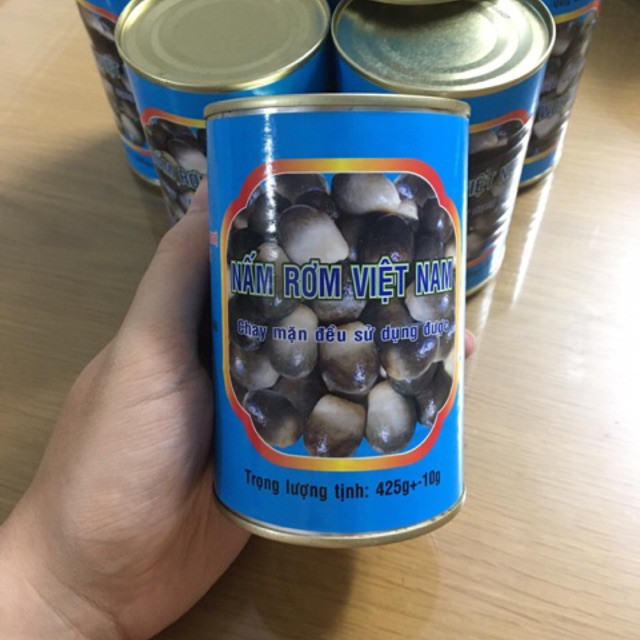 NẤM RƠM VIỆT NAM
Chay mặn đều sử dụng được
Trọng lượng tịnh: 425g+-10g